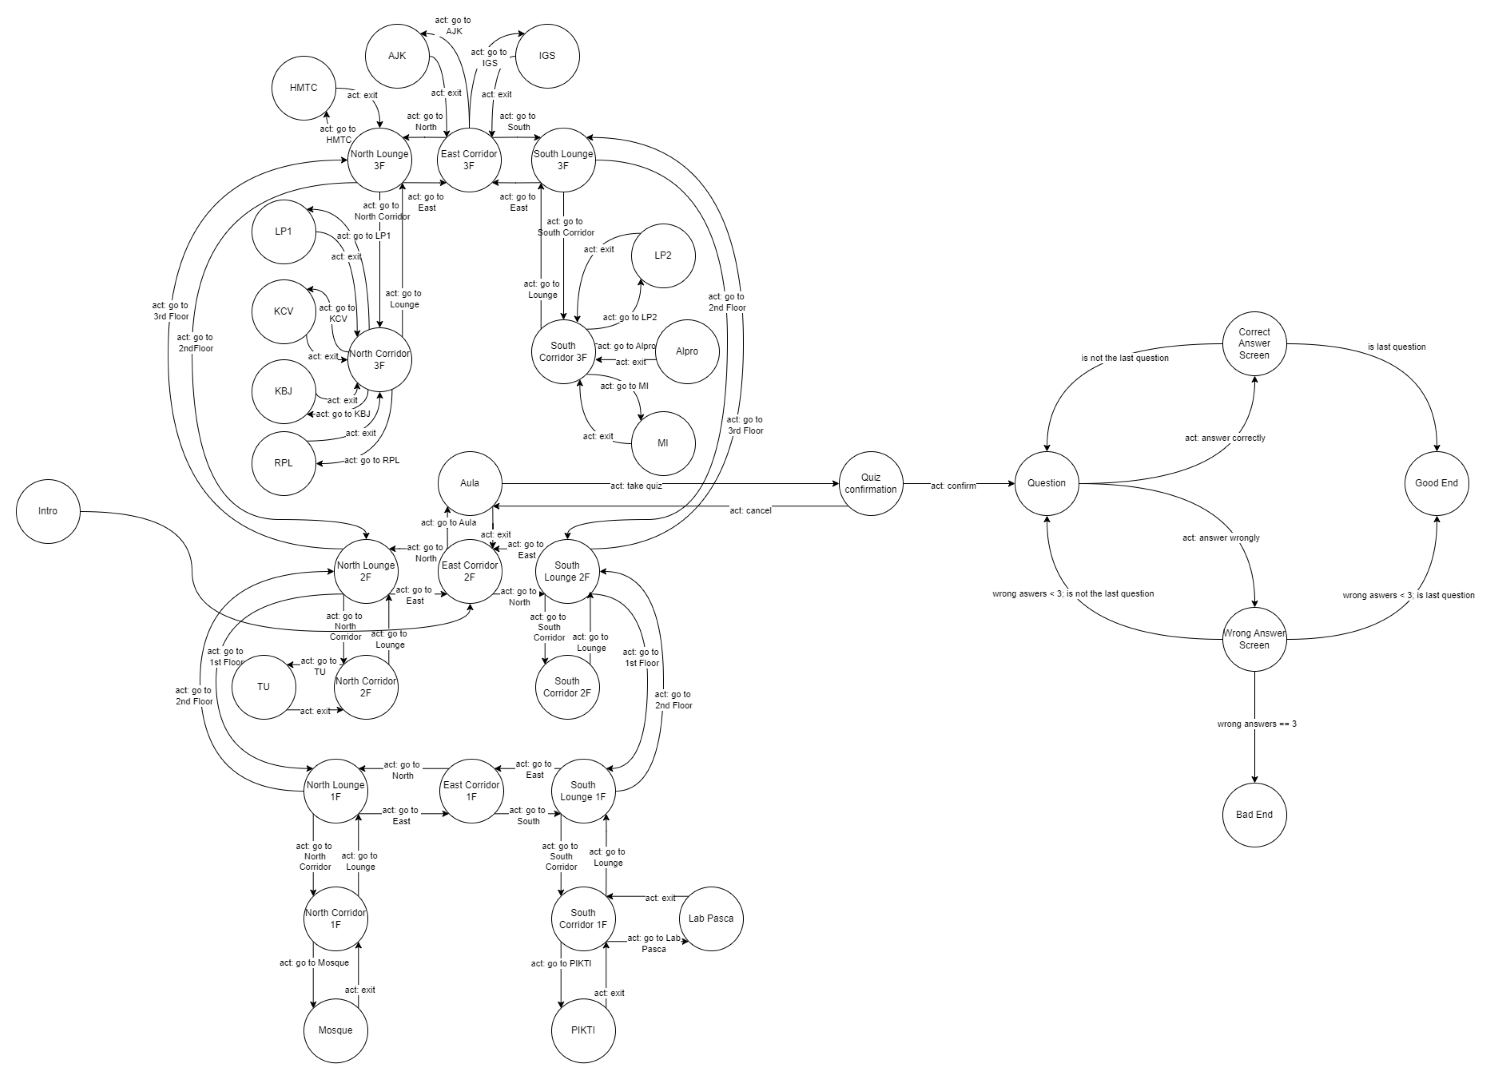 act: go to
AJK
AJK
act: go to
IGS
IGS
HMTC
act: exit
act: exit
act: exit
act: go to
HMTC
act: go to
North
act: go to
South
North Lounge
3F
East Corridor
3F
South Lounge
3F
act: go to
East
act: go to
East
act: go to
North Corridor
act: go to
South Corridor
LP1
act: go to LP1
act: exit
act: exit
LP2
act: go to
Lounge
act: go to
Lounge
act: go to
3rd Floor
act: go to
2nd Floor
KCV
act: go to
KCV
act: go to LP2
act: go to
2ndFloor
act: exit
North Corridor
3F
South
Corridor 3F
act: go to Alpro
act: exit
Alpro
KBJ
act: exit
act: go to KBJ
act: go to MI
act: go to
3rd Floor
RPL
act: exit
act: go to RPL
act: exit
MI
Intro
Aula
act: take quiz
Quiz
confirmation
act: confirm
act: cancel
act: go to Aula
act: exit
act: go to
North
act: go to
East
North Lounge
2F
East Corridor
2F
South
Lounge 2F
act: go to
East
act: go to
North
act: go to
North
Corridor
act: go to
Lounge
act: go to
South
Corridor
act: go to
Lounge
act: go to
1st Floor
act: go to
TU
act: go to
1st Floor
TU
act: exit
North Corridor
2F
South
Corridor 2F
act: go to
2nd Floor
act: go to
2nd Floor
act: go to
North
act: go to
East
North Lounge
1F
East Corridor
1F
South
Lounge 1F
act: go to
East
act: go to
South
act: go to
North
Corridor
act: go to
Lounge
act: go to
South
Corridor
act: go to
Lounge
North Corridor
1F
South
Corridor 1F
act: exit
Lab Pasca
act: go to Lab
Pasca
act: go to Mosque
act: exit
act: go to PIKTI
act: exit
Mosque
PIKTI
Correct
Answer
Screen
is not the last question
is last question
act: answer correctly
Question
Good End
act: answer wrongly
wrong aswers < 3; is not the last question
wrong aswers < 3; is last question
Wrong Answer
Screen
wrong answers == 3
Bad End